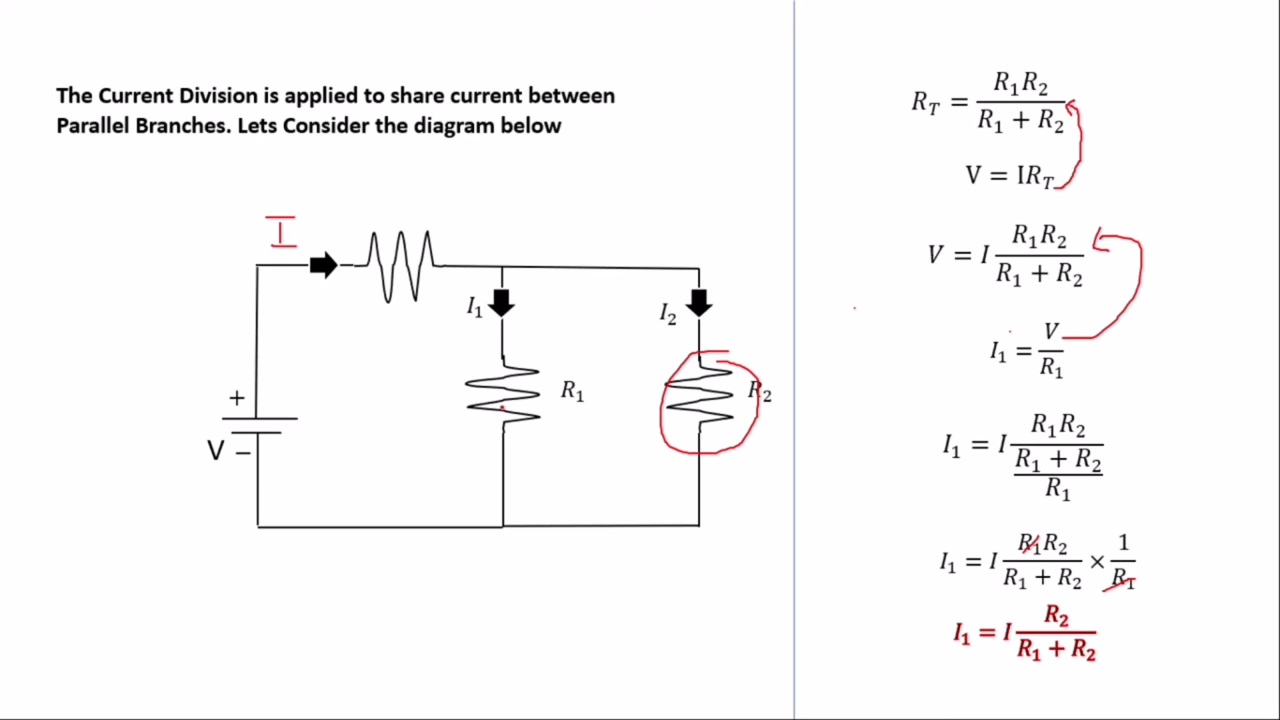 The Current Division is applied to share current between
Parallel Branches. Lets Consider the diagram below
I
I₁
I₂
R₁
R₂
+
V −
R_T = R₁R₂ / (R₁ + R₂)
V = IR_T
V = I R₁R₂ / (R₁ + R₂)
I₁ = V / R₁
I₁ = I (R₁R₂ / (R₁ + R₂)) / R₁
I₁ = I R₁R₂ / (R₁ + R₂) × 1 / R₁
I₁ = I R₂ / (R₁ + R₂)